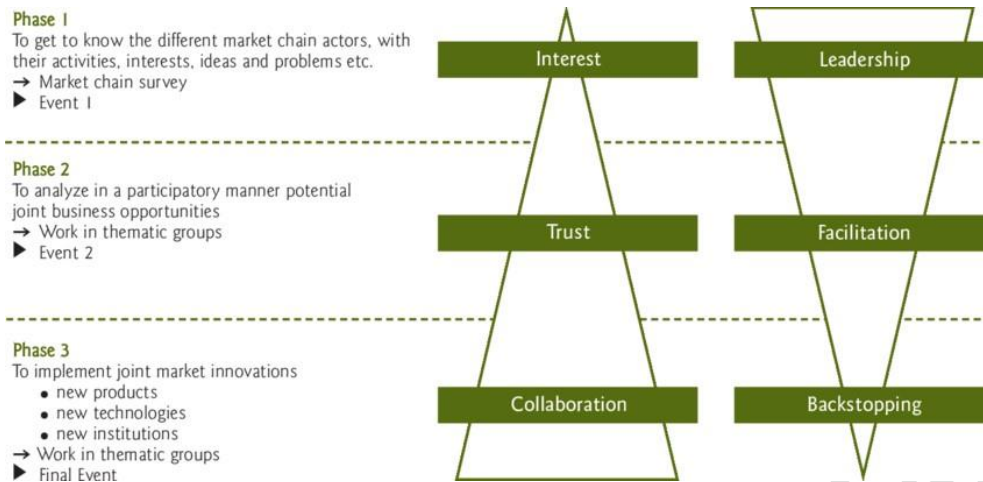 Phase 1
To get to know the different market chain actors, with
their activities, interests, ideas and problems etc.
→ Market chain survey
▶ Event 1
Interest
Leadership
Phase 2
To analyze in a participatory manner potential
joint business opportunities
→ Work in thematic groups
▶ Event 2
Trust
Facilitation
Phase 3
To implement joint market innovations
• new products
• new technologies
• new institutions
→ Work in thematic groups
▶ Final Event
Collaboration
Backstopping